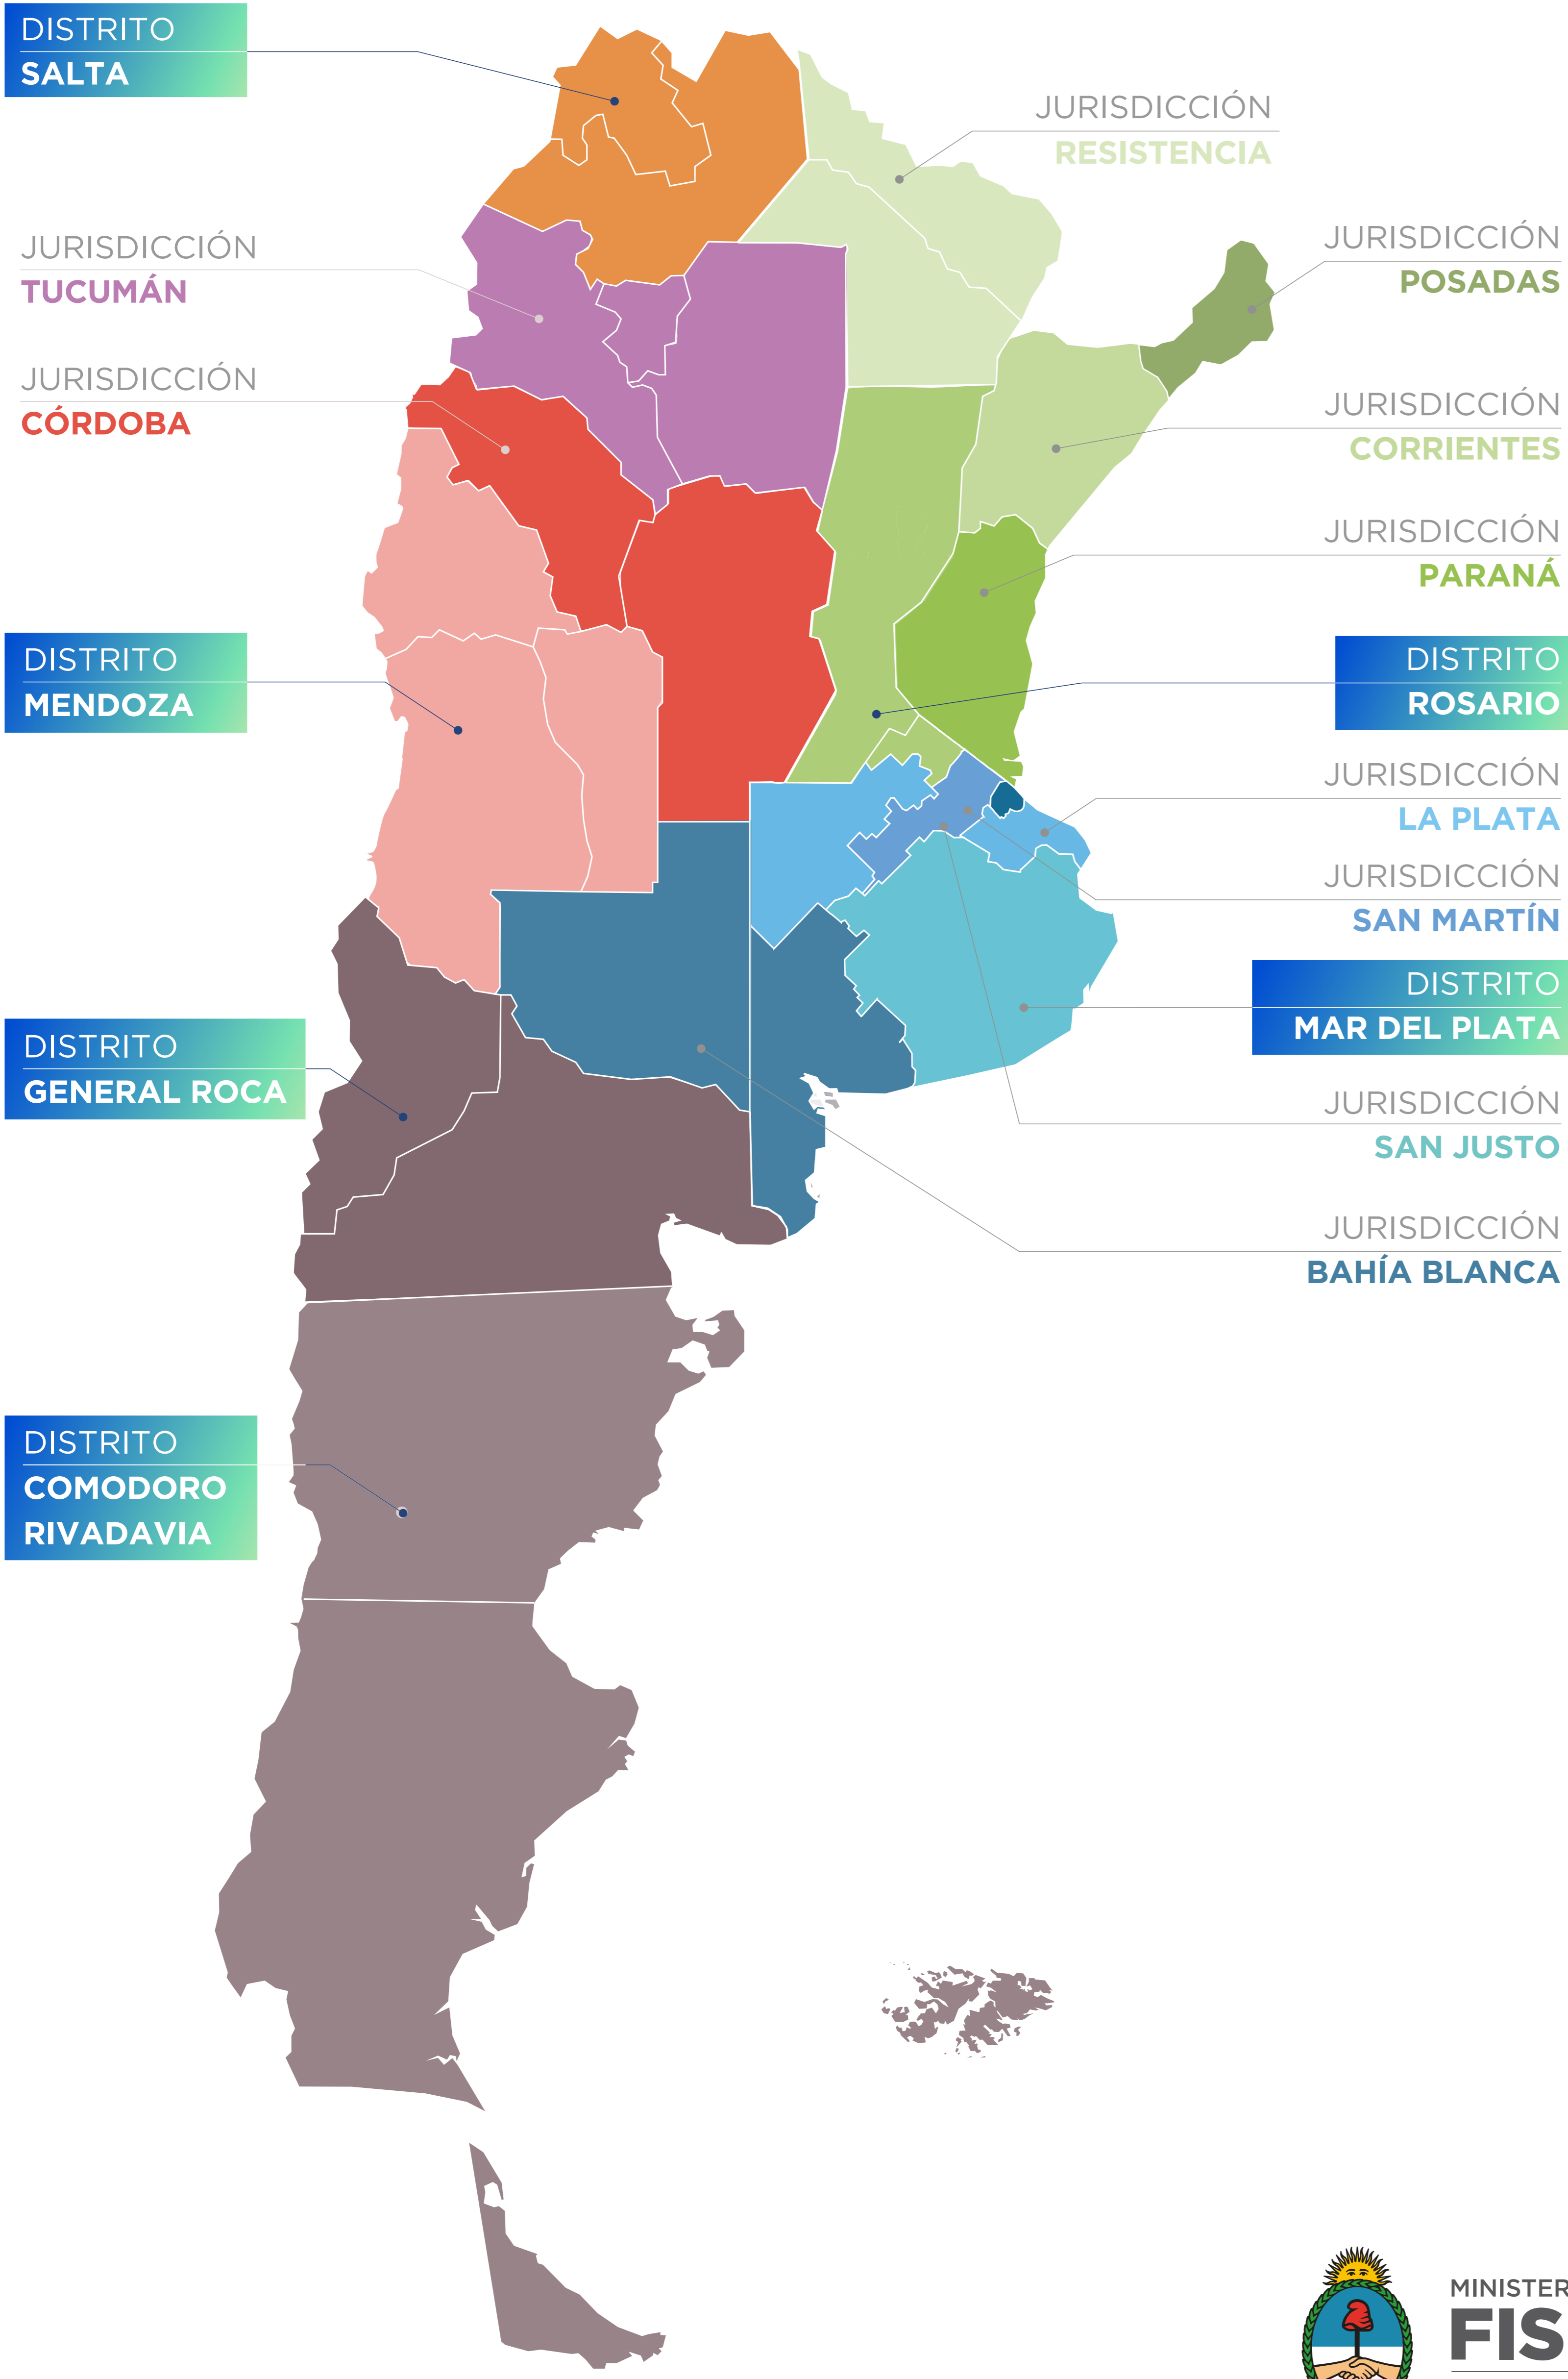 DISTRITO
SALTA
JURISDICCIÓN
RESISTENCIA
JURISDICCIÓN
TUCUMÁN
JURISDICCIÓN
POSADAS
JURISDICCIÓN
CÓRDOBA
JURISDICCIÓN
CORRIENTES
JURISDICCIÓN
PARANÁ
DISTRITO
MENDOZA
DISTRITO
ROSARIO
JURISDICCIÓN
LA PLATA
JURISDICCIÓN
SAN MARTÍN
DISTRITO
MAR DEL PLATA
DISTRITO
GENERAL ROCA
JURISDICCIÓN
SAN JUSTO
JURISDICCIÓN
BAHÍA BLANCA
DISTRITO
COMODORO
RIVADAVIA
MINISTER
FIS